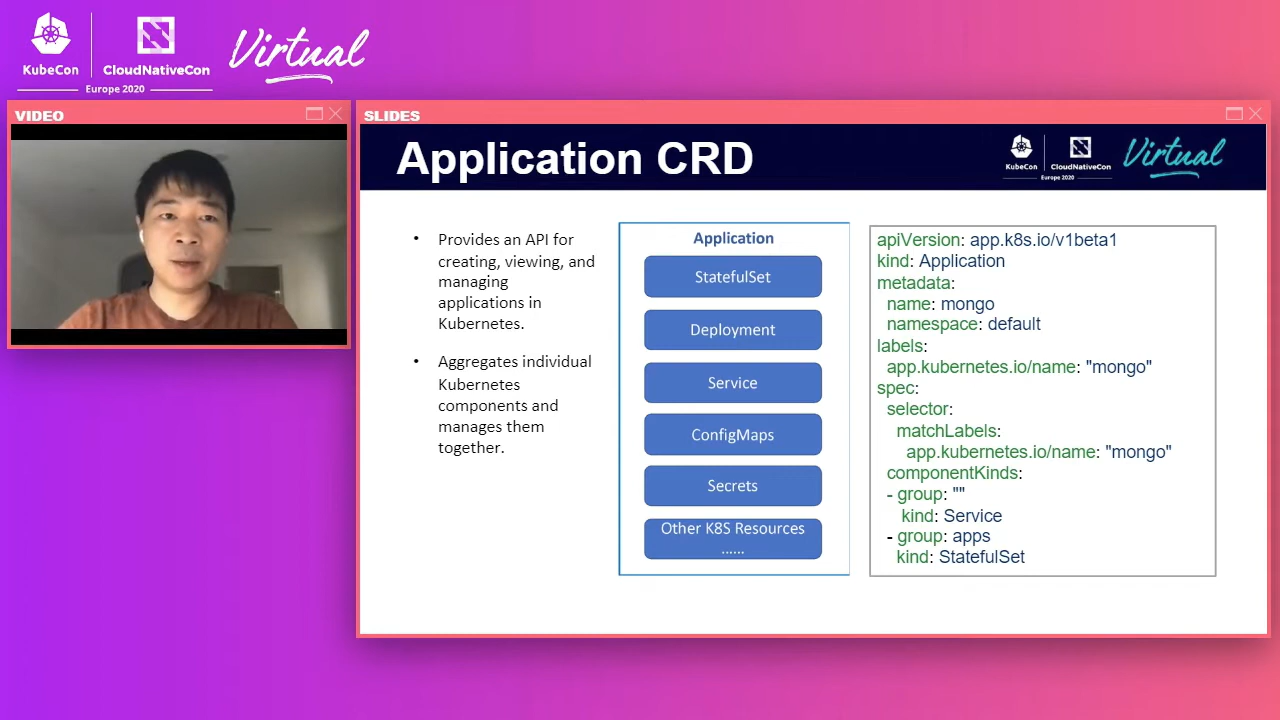 KubeCon
CloudNativeCon
Europe 2020
Virtual
VIDEO
SLIDES
Application CRD
KubeCon
CloudNativeCon
Europe 2020
Virtual
• Provides an API for
creating, viewing, and
managing
applications in
Kubernetes.
• Aggregates individual
Kubernetes
components and
manages them
together.
Application
StatefulSet
Deployment
Service
ConfigMaps
Secrets
Other K8S Resources
......
apiVersion: app.k8s.io/v1beta1
kind: Application
metadata:
name: mongo
namespace: default
labels:
app.kubernetes.io/name: "mongo"
spec:
selector:
matchLabels:
app.kubernetes.io/name: "mongo"
componentKinds:
- group: ""
kind: Service
- group: apps
kind: StatefulSet